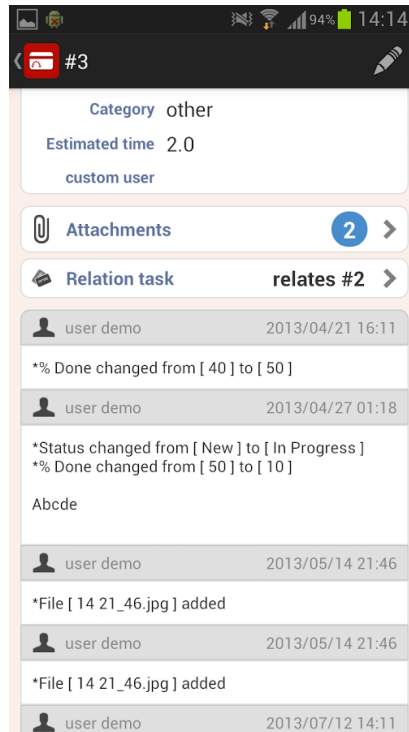 94% 14:14
#3
Category other
Estimated time 2.0
custom user
Attachments 2
Relation task relates #2
user demo 2013/04/21 16:11
*% Done changed from [ 40 ] to [ 50 ]
user demo 2013/04/27 01:18
*Status changed from [ New ] to [ In Progress ]
*% Done changed from [ 50 ] to [ 10 ]
Abcde
user demo 2013/05/14 21:46
*File [ 14 21_46.jpg ] added
user demo 2013/05/14 21:46
*File [ 14 21_46.jpg ] added
user demo 2013/07/12 14:11